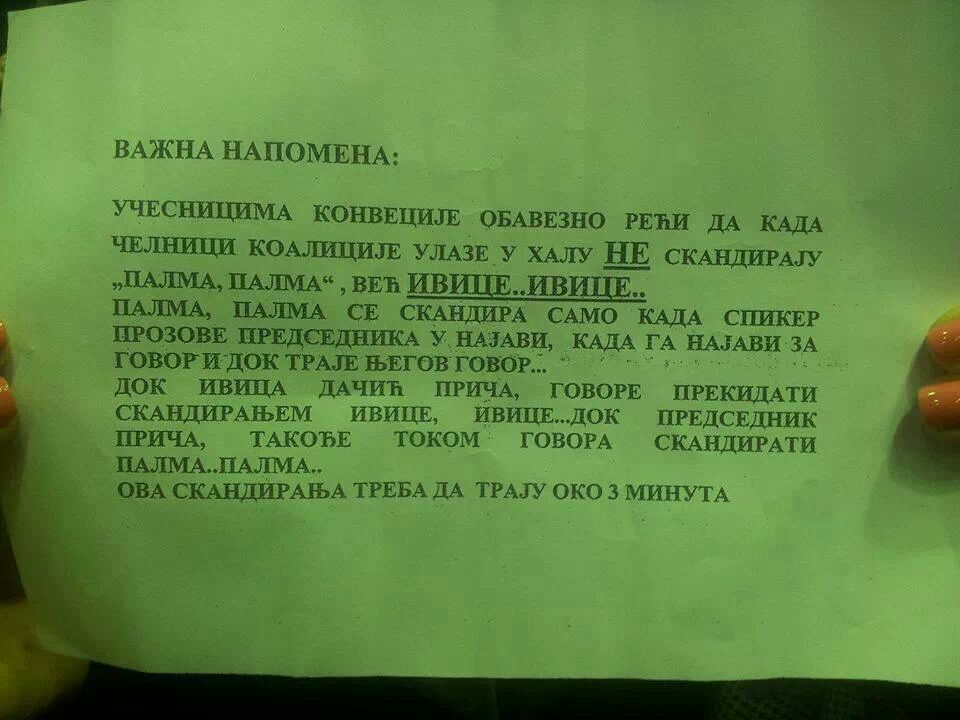 ВАЖНА НАПОМЕНА:
УЧЕСНИЦИМА КОНВЕЦИЈЕ ОБАВЕЗНО РЕЋИ ДА КАДА
ЧЕЛНИЦИ КОАЛИЦИЈЕ УЛАЗЕ У ХАЛУ НЕ СКАНДИРАЈУ
„ПАЛМА, ПАЛМА“ , ВЕЋ ИВИЦЕ..ИВИЦЕ..
ПАЛМА, ПАЛМА СЕ СКАНДИРА САМО КАДА СПИКЕР
ПРОЗОВЕ ПРЕДСЕДНИКА У НАЈАВИ, КАДА ГА НАЈАВИ ЗА
ГОВОР И ДОК ТРАЈЕ ЊЕГОВ ГОВОР...
ДОК ИВИЦА ДАЧИЋ ПРИЧА, ГОВОРЕ ПРЕКИДАТИ
СКАНДИРАЊЕМ ИВИЦЕ, ИВИЦЕ...ДОК ПРЕДСЕДНИК
ПРИЧА, ТАКОЂЕ ТОКОМ ГОВОРА СКАНДИРАТИ
ПАЛМА..ПАЛМА..
ОВА СКАНДИРАЊА ТРЕБА ДА ТРАЈУ ОКО 3 МИНУТА